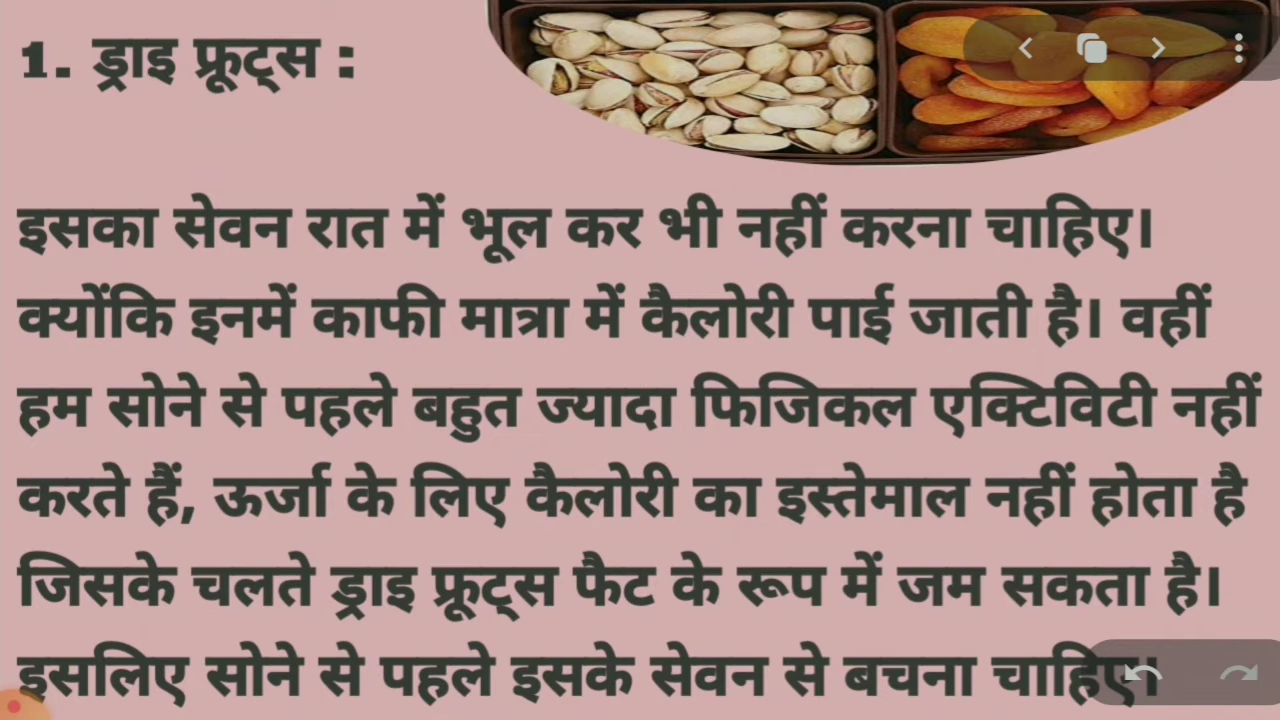 1. ड्राइ फ्रूट्स :
इसका सेवन रात में भूल कर भी नहीं करना चाहिए।
क्योंकि इनमें काफी मात्रा में कैलोरी पाई जाती है। वहीं
हम सोने से पहले बहुत ज्यादा फिजिकल एक्टिविटी नहीं
करते हैं, ऊर्जा के लिए कैलोरी का इस्तेमाल नहीं होता है
जिसके चलते ड्राइ फ्रूट्स फैट के रूप में जम सकता है।
इसलिए सोने से पहले इसके सेवन से बचना चाहिए।